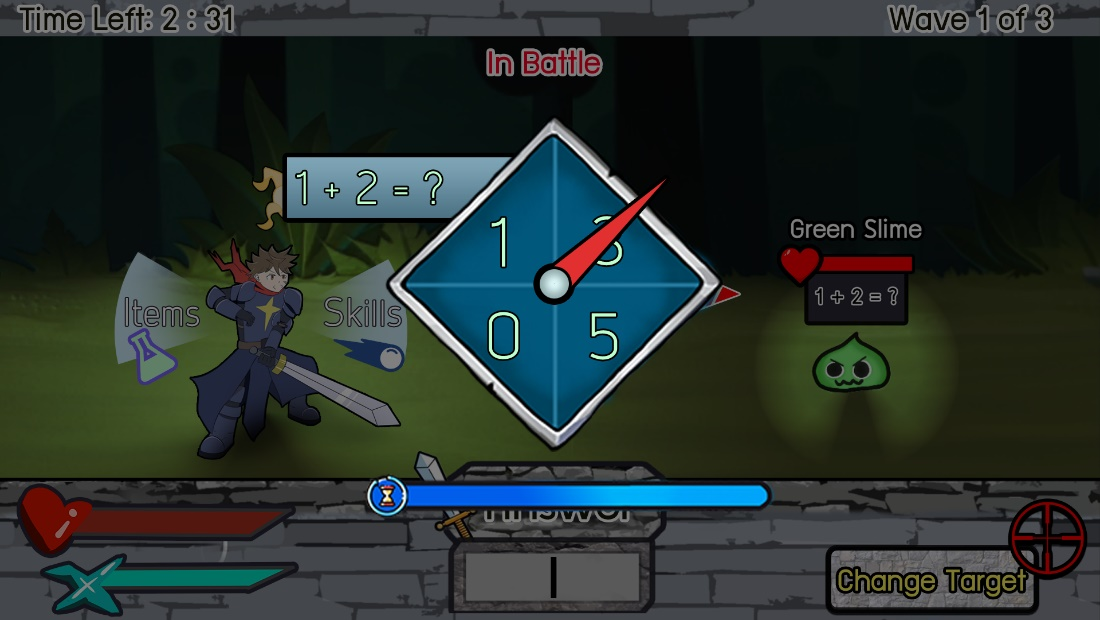 Time Left: 2 : 31
Wave 1 of 3
In Battle
1 + 2 = ?
1
3
0
5
Items
Skills
Green Slime
1 + 2 = ?
Answer
Change Target